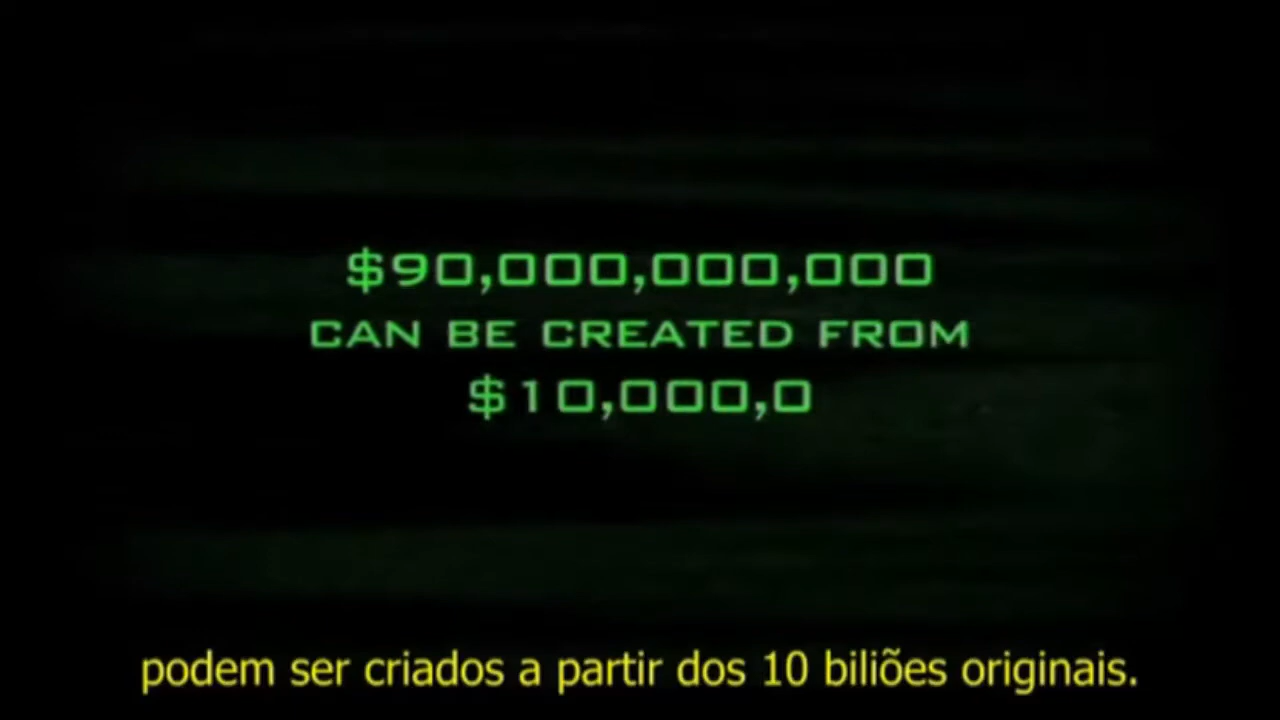 $90,000,000,000
CAN BE CREATED FROM
$10,000,0
podem ser criados a partir dos 10 biliões originais.